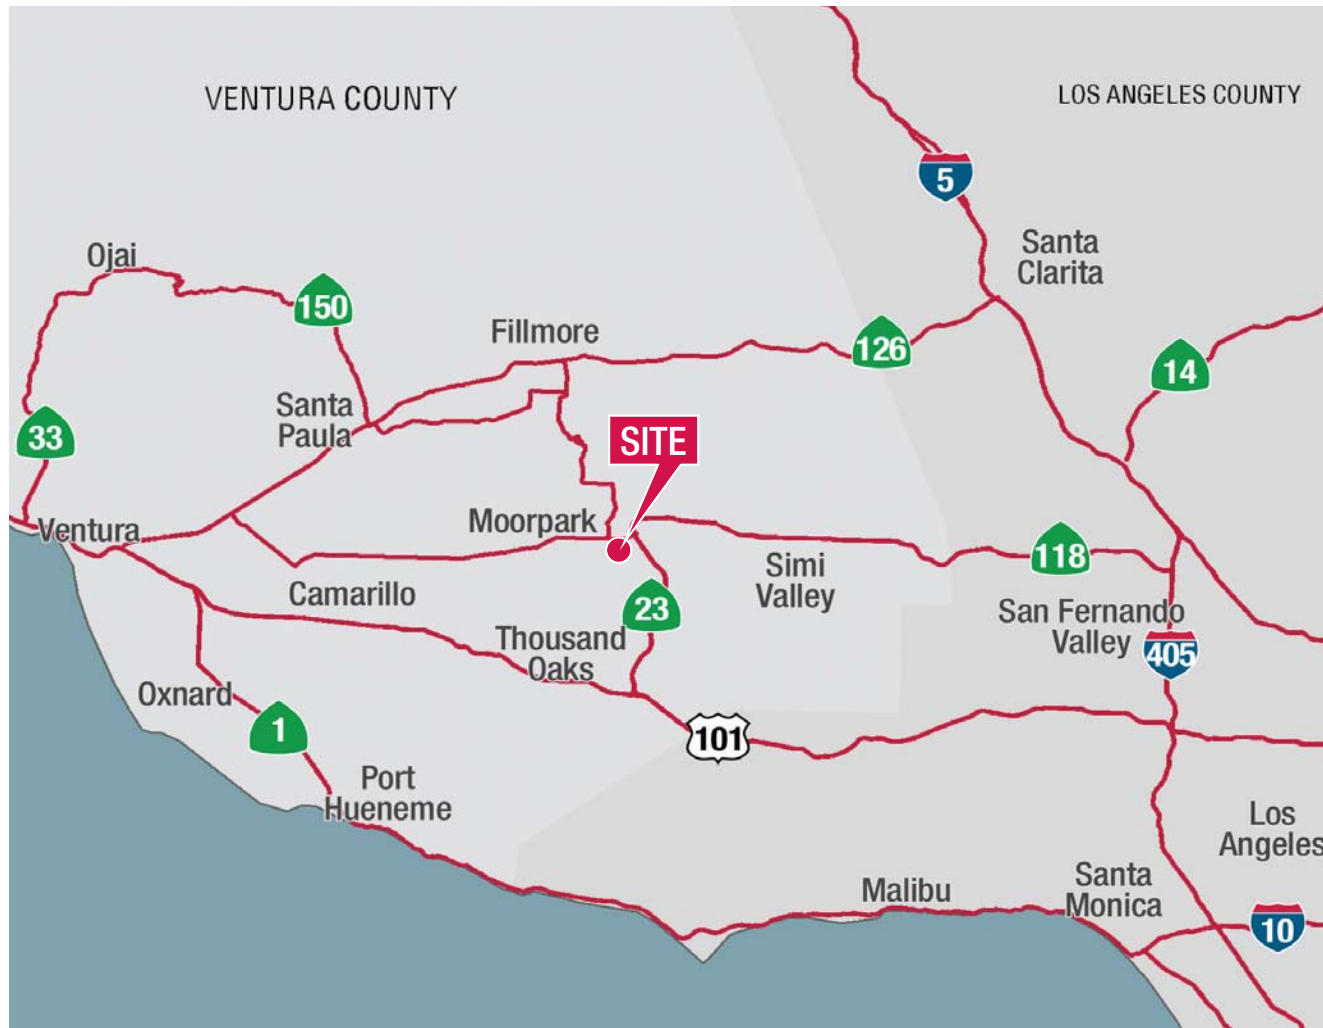 VENTURA COUNTY
LOS ANGELES COUNTY
5
Ojai
Santa
Clarita
150
Fillmore
126
14
Santa
Paula
33
SITE
Moorpark
Ventura
118
Simi
Valley
Camarillo
23
San Fernando
Valley
405
Thousand
Oaks
Oxnard
1
101
Port
Hueneme
Los
Angeles
Malibu
Santa
Monica
10